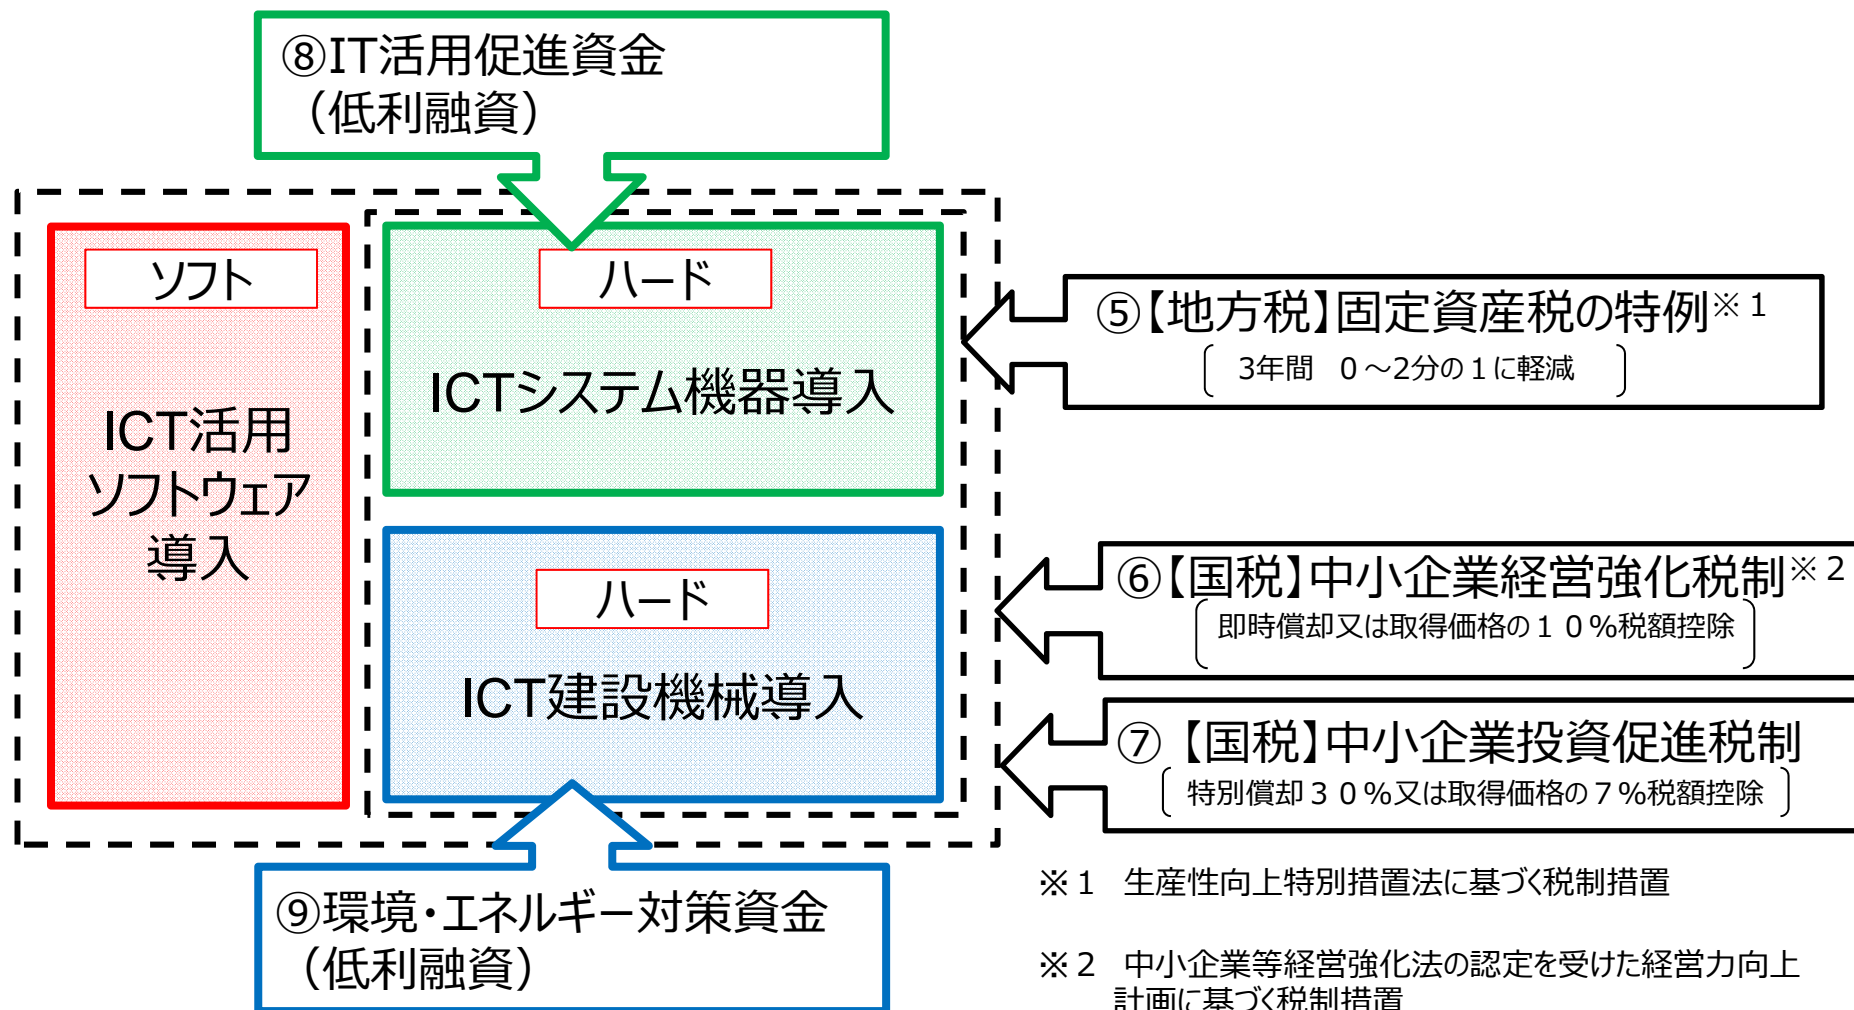 ⑧IT活用促進資金
（低利融資）
ソフト
ICT活用
ソフトウェア
導入
ハード
ICTシステム機器導入
ハード
ICT建設機械導入
⑤【地方税】固定資産税の特例※１
3年間　０～2分の１に軽減
⑥【国税】中小企業経営強化税制※２
即時償却又は取得価格の１０%税額控除
⑦【国税】中小企業投資促進税制
特別償却３０%又は取得価格の７%税額控除
⑨環境・エネルギー対策資金
（低利融資）
※１　生産性向上特別措置法に基づく税制措置
※２　中小企業等経営強化法の認定を受けた経営力向上
計画に基づく税制措置